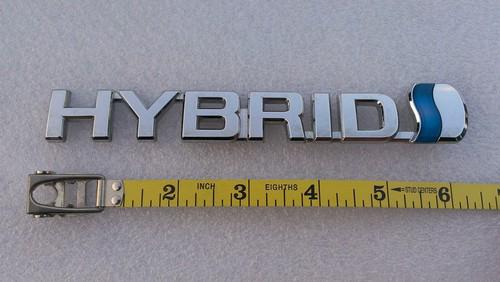 HYBRID
2 INCH 3 EIGHTHS 4 5 STUD CENTERS 6